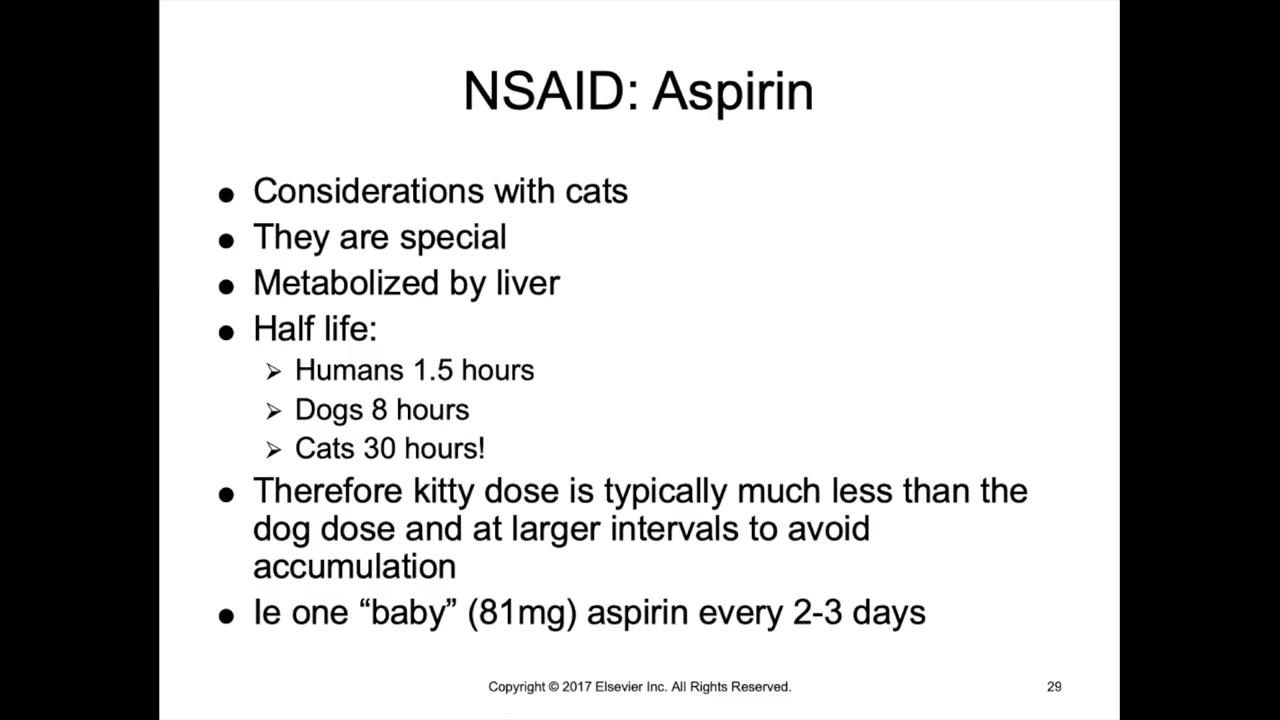 NSAID: Aspirin
● Considerations with cats
● They are special
● Metabolized by liver
● Half life:
➢ Humans 1.5 hours
➢ Dogs 8 hours
➢ Cats 30 hours!
● Therefore kitty dose is typically much less than the
dog dose and at larger intervals to avoid
accumulation
● Ie one “baby” (81mg) aspirin every 2-3 days
Copyright © 2017 Elsevier Inc. All Rights Reserved.
29